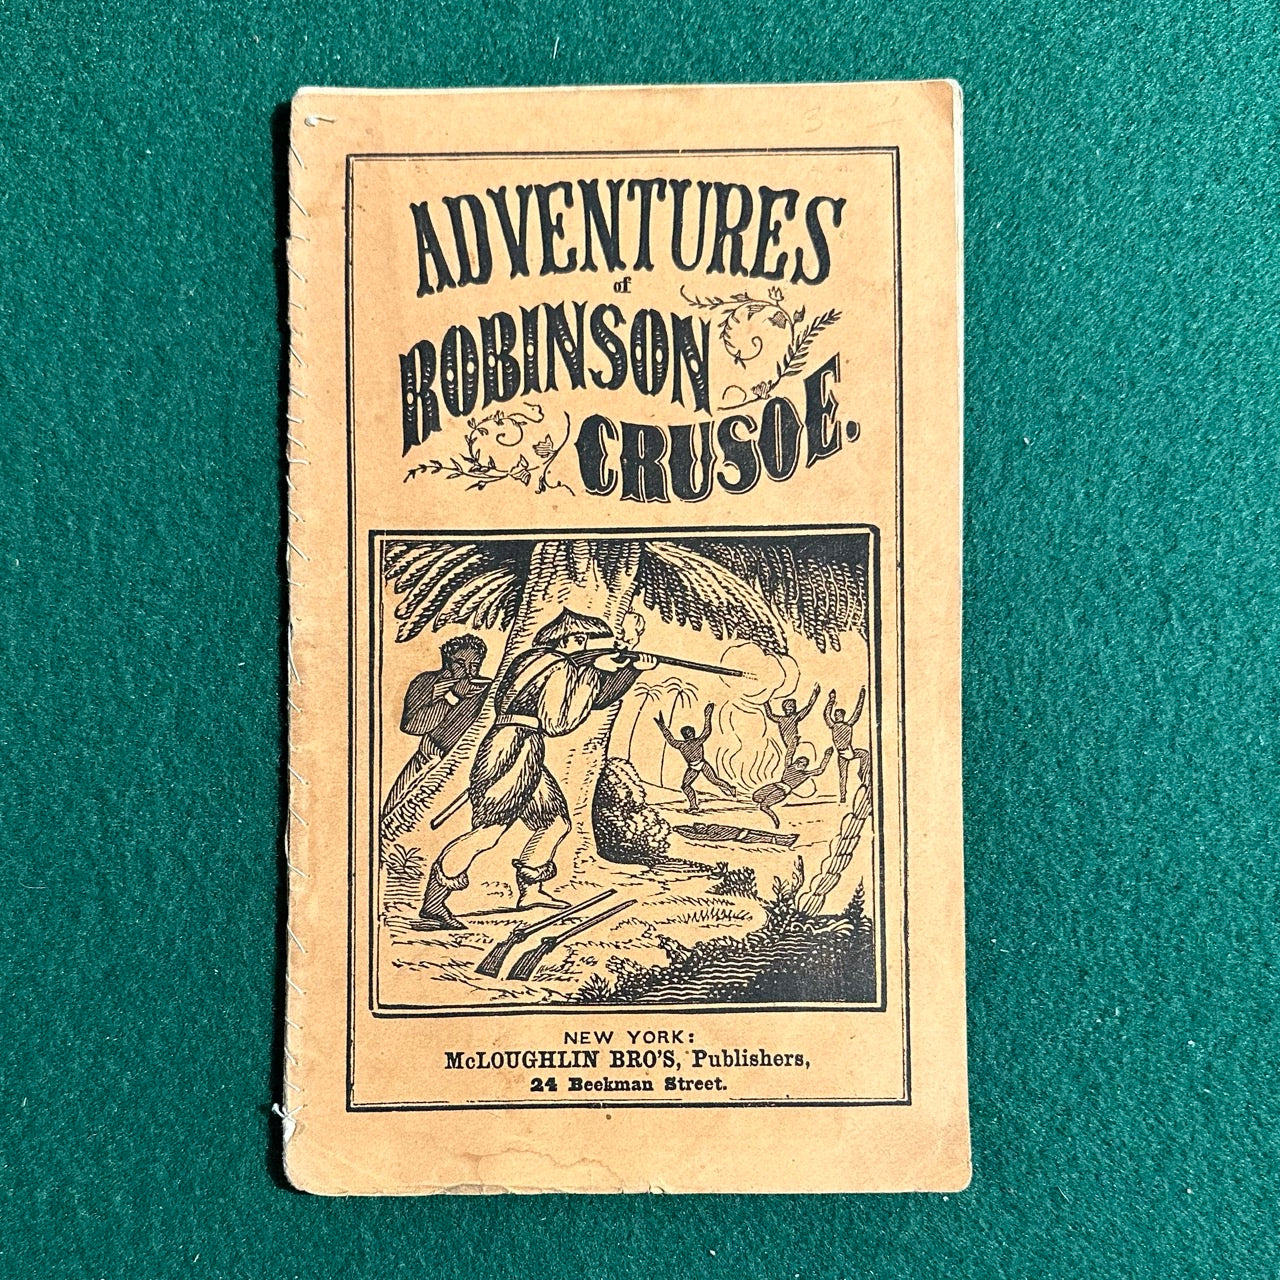 ADVENTURES
of
ROBINSON
CRUSOE.
NEW YORK:
McLOUGHLIN BRO'S, Publishers,
24 Beekman Street.